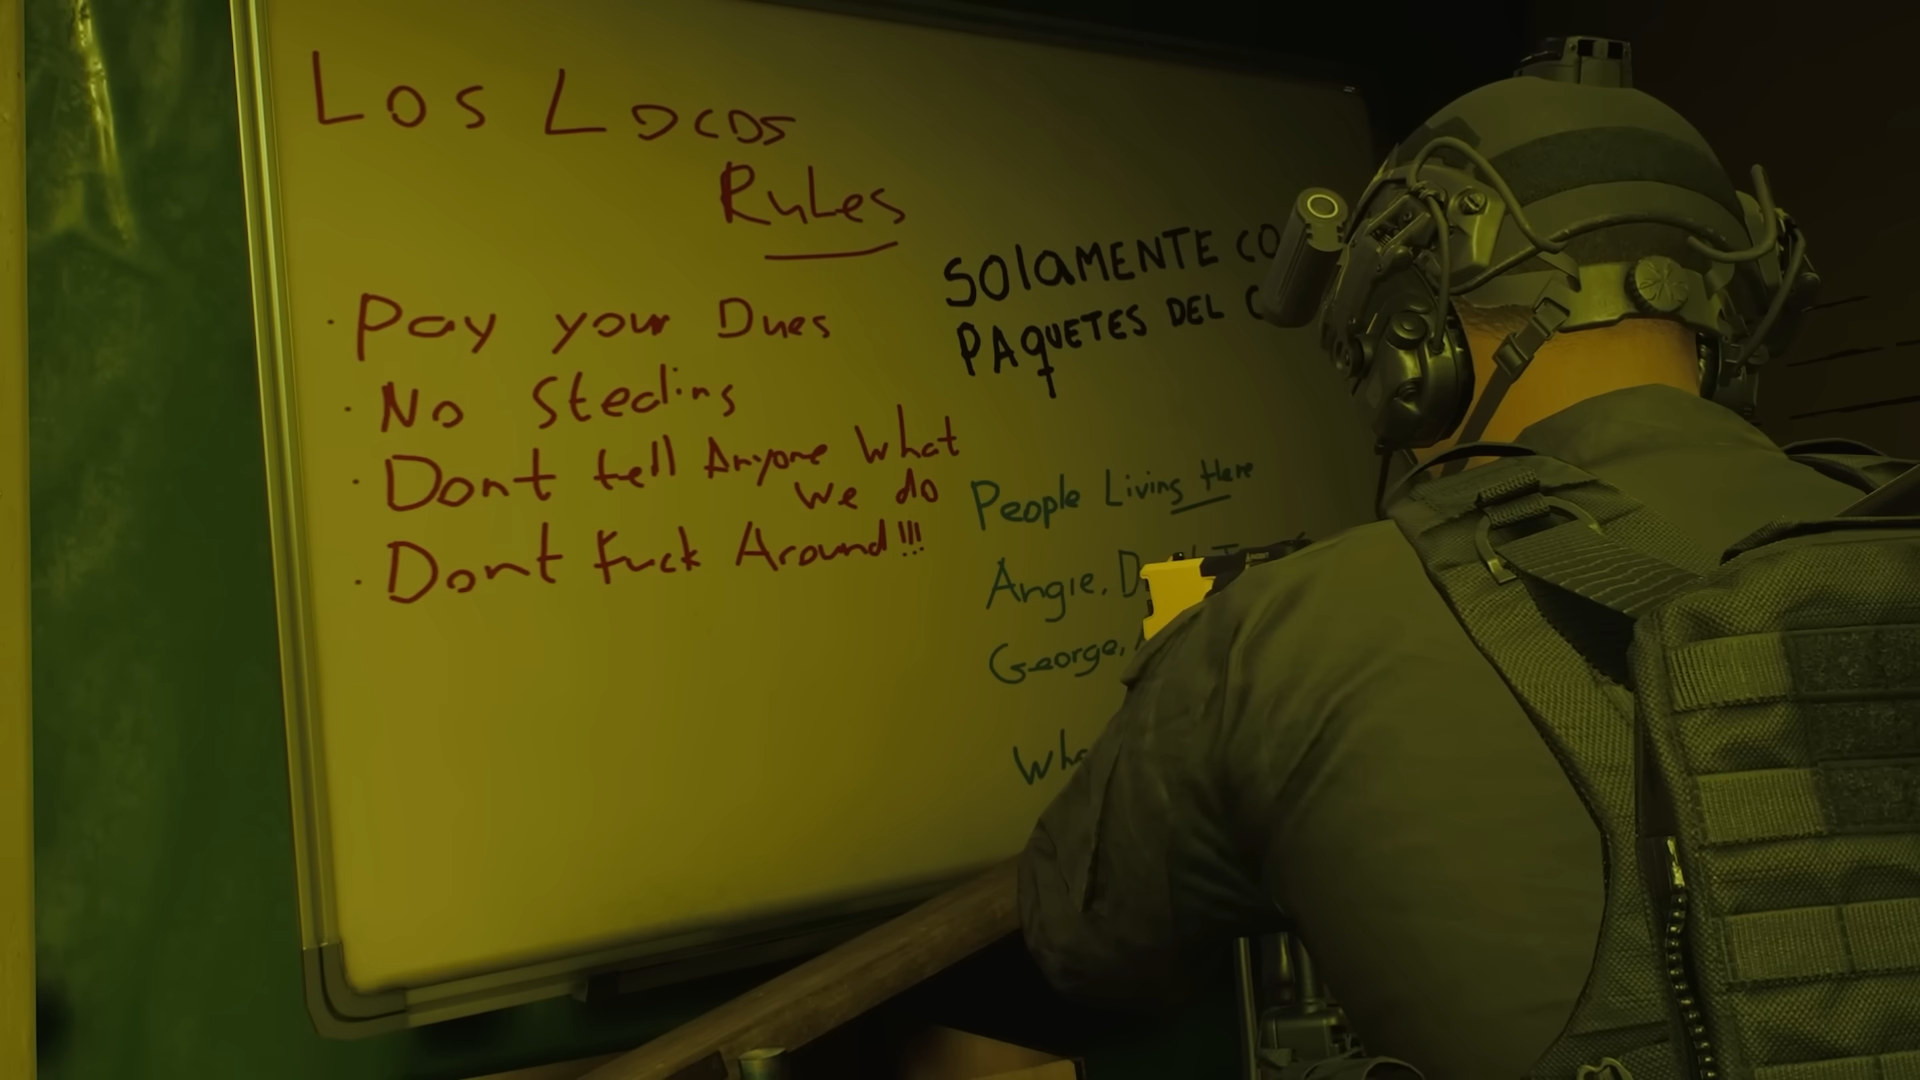 Los Locos
Rules
· Pay your Dues
· No Stealing
· Dont tell Anyone What
we do
· Dont Fuck Around!!!
SOlaMENTE
PAqUETES DEL
People Living Here
Angie,
George,